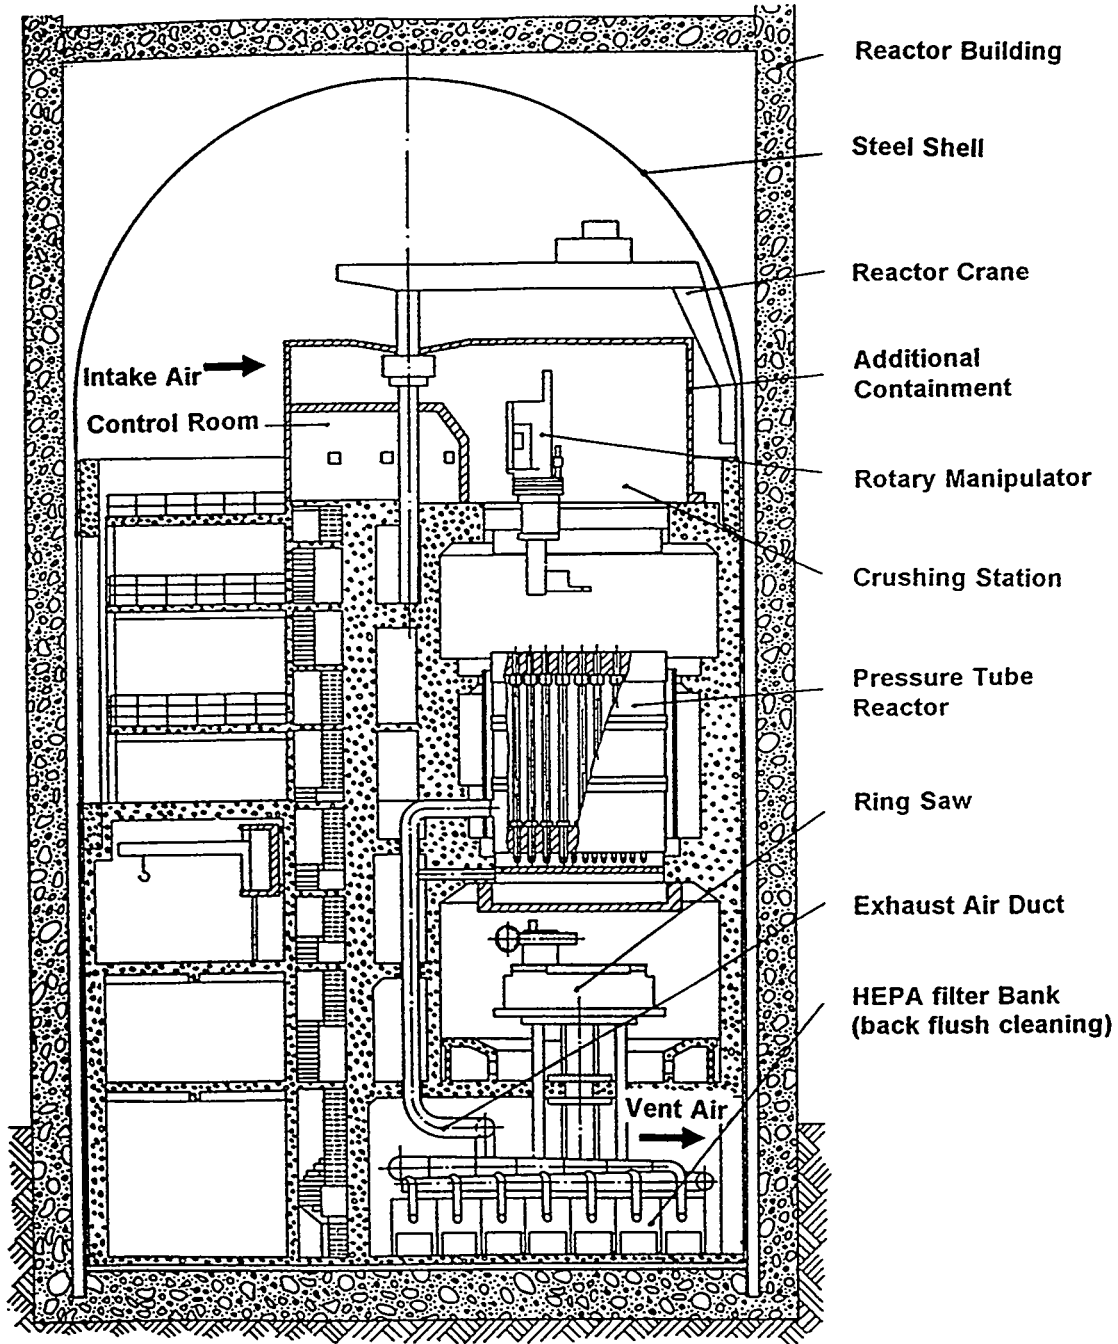 Reactor Building
Steel Shell
Reactor Crane
Intake Air
Additional
Containment
Control Room
Rotary Manipulator
Crushing Station
Pressure Tube
Reactor
Ring Saw
Exhaust Air Duct
HEPA filter Bank
(back flush cleaning)
Vent Air